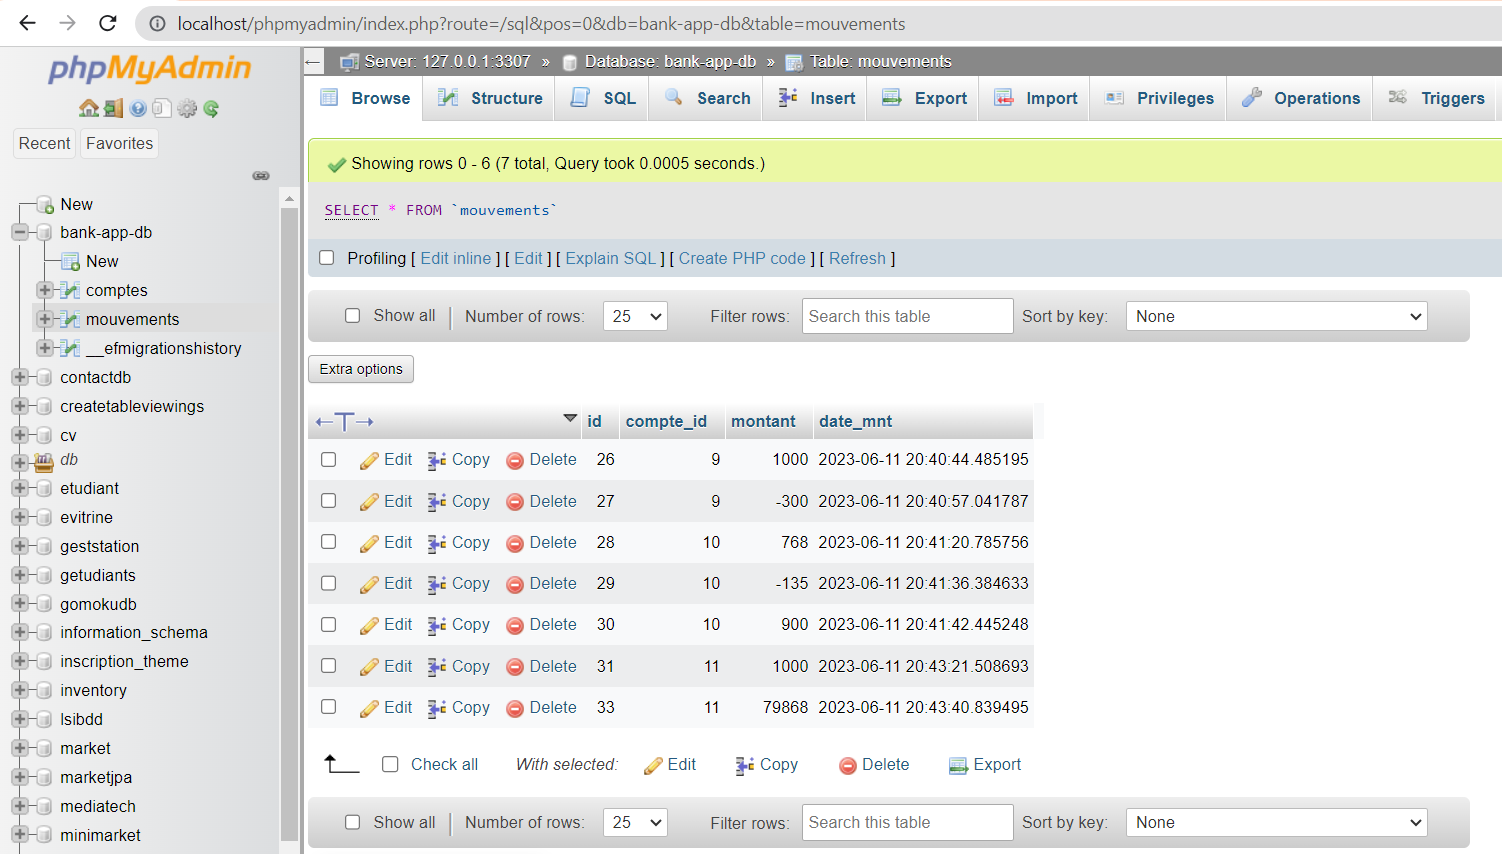 localhost/phpmyadmin/index.php?route=/sql&pos=0&db=bank-app-db&table=mouvements
phpMyAdmin
Recent Favorites
New
bank-app-db
New
comptes
mouvements
__efmigrationshistory
contactdb
createtableviewings
cv
db
etudiant
evitrine
geststation
getudiants
gomokudb
information_schema
inscription_theme
inventory
lsibdd
market
marketjpa
mediatech
minimarket
Server: 127.0.0.1:3307 » Database: bank-app-db » Table: mouvements
Browse Structure SQL Search Insert Export Import Privileges Operations Triggers
Showing rows 0 - 6 (7 total, Query took 0.0005 seconds.)
SELECT * FROM `mouvements`
Profiling [ Edit inline ] [ Edit ] [ Explain SQL ] [ Create PHP code ] [ Refresh ]
Show all | Number of rows: 25 Filter rows: Search this table Sort by key: None
Extra options
←T→ id compte_id montant date_mnt
Edit Copy Delete 26 9 1000 2023-06-11 20:40:44.485195
Edit Copy Delete 27 9 -300 2023-06-11 20:40:57.041787
Edit Copy Delete 28 10 768 2023-06-11 20:41:20.785756
Edit Copy Delete 29 10 -135 2023-06-11 20:41:36.384633
Edit Copy Delete 30 10 900 2023-06-11 20:41:42.445248
Edit Copy Delete 31 11 1000 2023-06-11 20:43:21.508693
Edit Copy Delete 33 11 79868 2023-06-11 20:43:40.839495
Check all With selected: Edit Copy Delete Export
Show all | Number of rows: 25 Filter rows: Search this table Sort by key: None